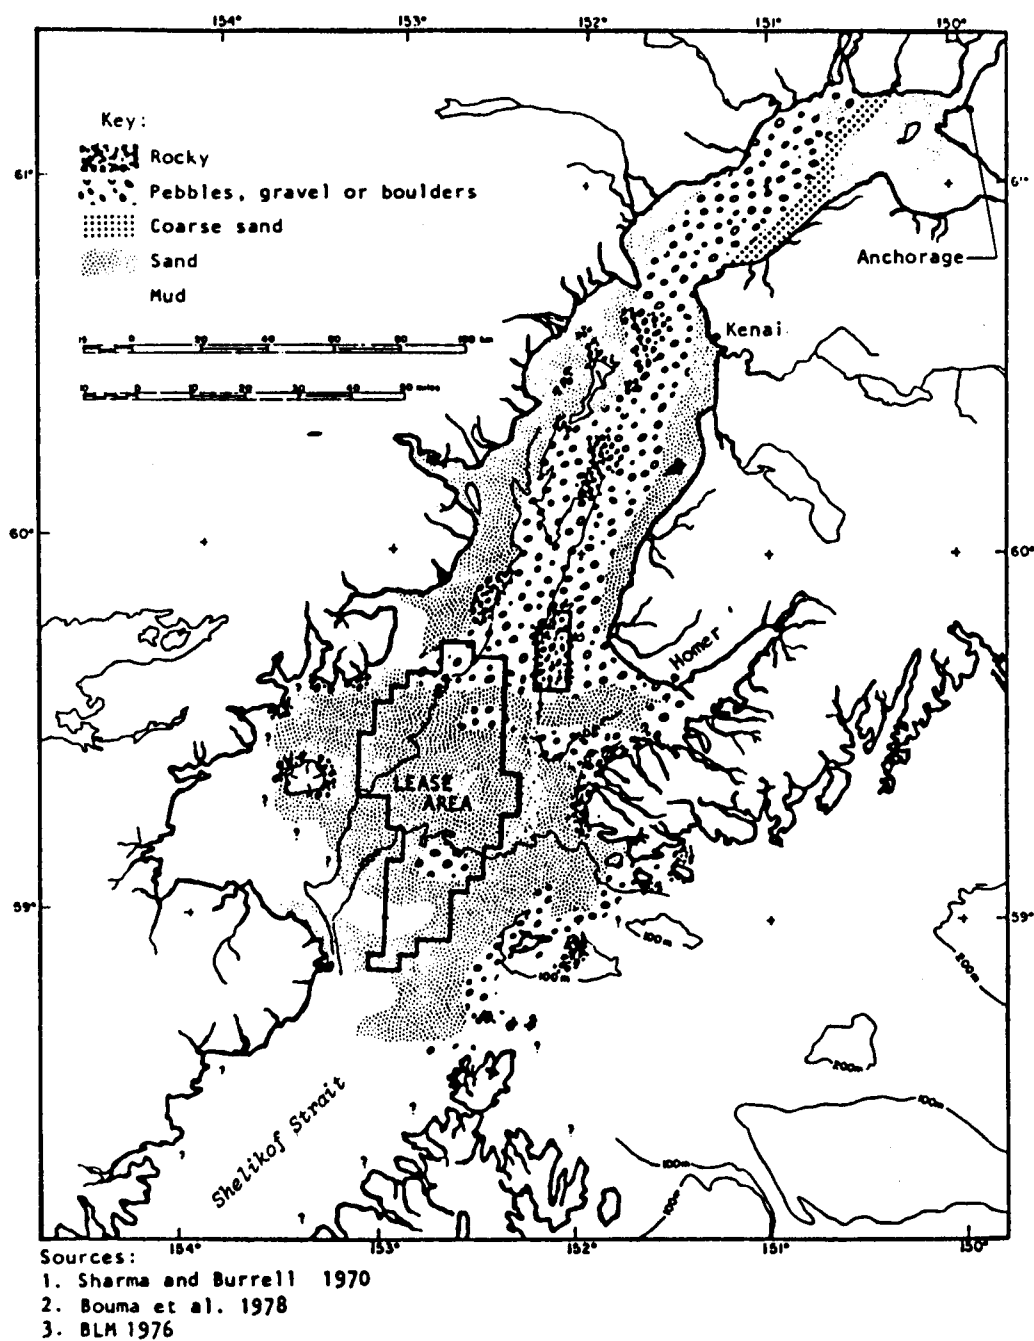 154° 153° 152° 151° 150°
Key:
Rocky
Pebbles, gravel or boulders
Coarse sand
Sand
Mud
61°
61°
Anchorage
Kenai
60°
60°
Homer
LEASE
AREA
?
?
?
?
?
59°
59°
100m
100m
200m
?
200m
?
100m
?
?
?
100m
?
100m
?
Shelikof Strait
154° 153° 152° 151° 150°
Sources:
1. Sharma and Burrell 1970
2. Bouma et al. 1978
3. BLM 1976